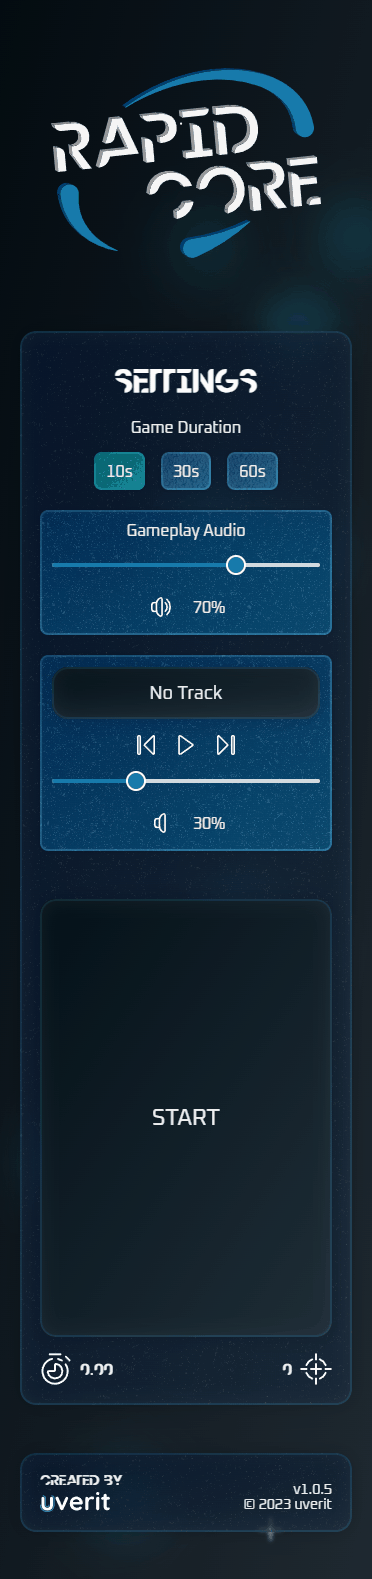 RAPID
CORE
SETTINGS
Game Duration
10s 30s 60s
Gameplay Audio
70%
No Track
30%
START
0.00 0
CREATED BY
uverit
v1.0.5
© 2023 uverit